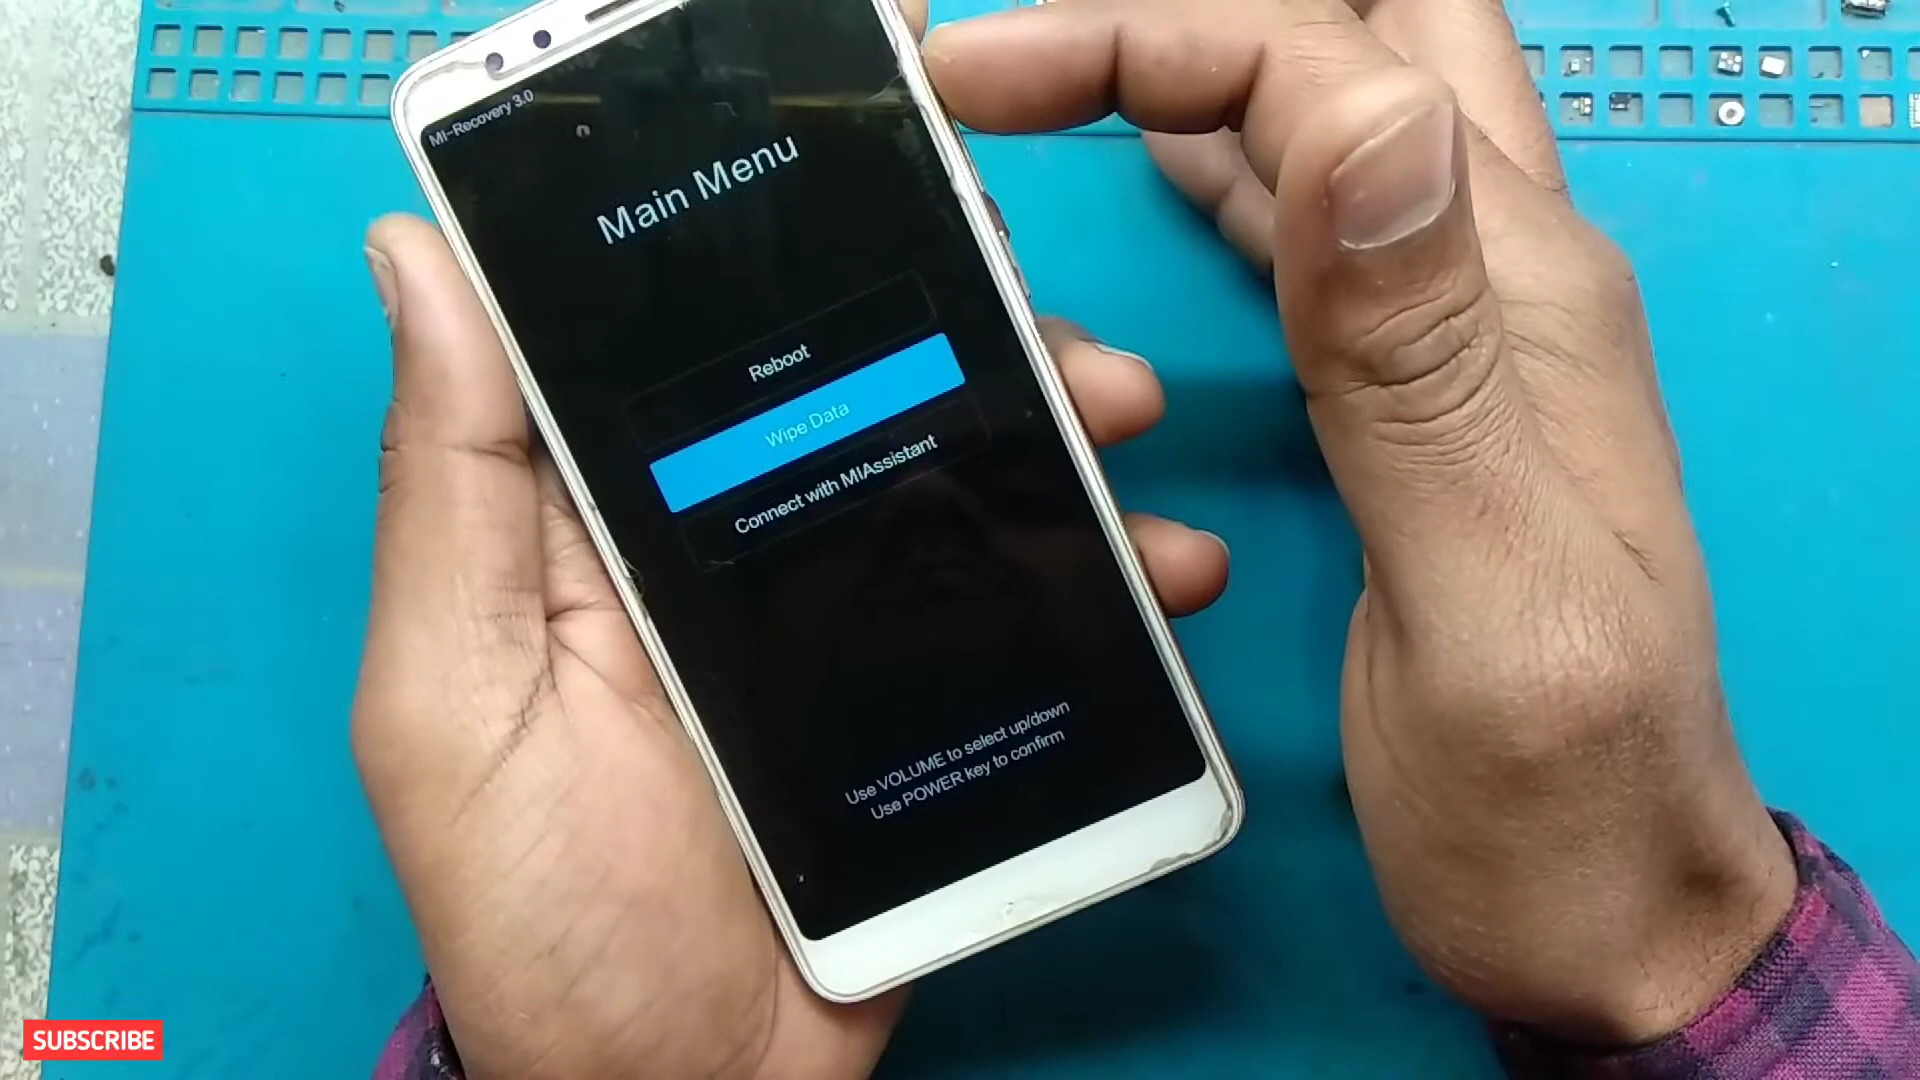 MI-Recovery 3.0
Main Menu
Reboot
Wipe Data
Connect with MIAssistant
Use VOLUME to select up/down
Use POWER key to confirm
SUBSCRIBE